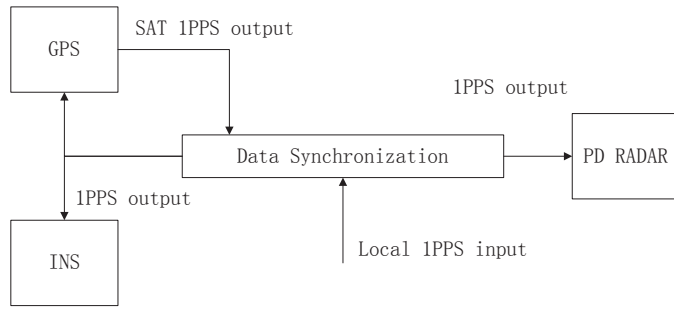 SAT 1PPS output
GPS
1PPS output
Data Synchronization
PD RADAR
1PPS output
INS
Local 1PPS input